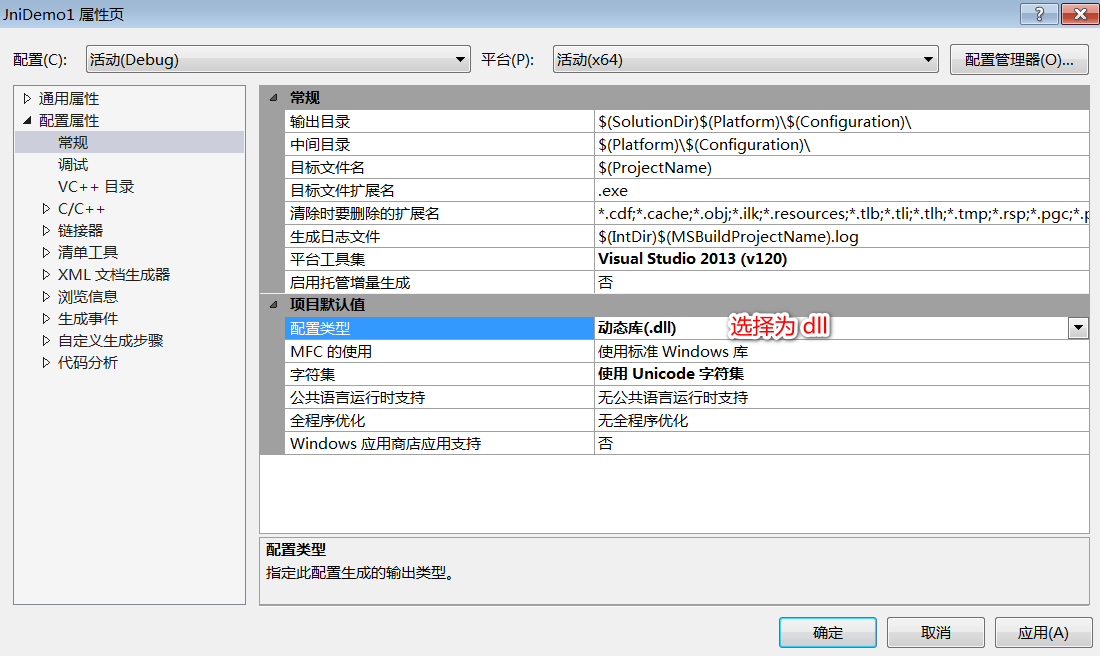 JniDemo1 属性页
配置(C): 活动(Debug) 平台(P): 活动(x64) 配置管理器(O)...
通用属性
配置属性
常规
调试
VC++ 目录
C/C++
链接器
清单工具
XML 文档生成器
浏览信息
生成事件
自定义生成步骤
代码分析
常规
输出目录 $(SolutionDir)$(Platform)\$(Configuration)\
中间目录 $(Platform)\$(Configuration)\
目标文件名 $(ProjectName)
目标文件扩展名 .exe
清除时要删除的扩展名 *.cdf;*.cache;*.obj;*.ilk;*.resources;*.tlb;*.tli;*.tlh;*.tmp;*.rsp;*.pgc;*.p
生成日志文件 $(IntDir)$(MSBuildProjectName).log
平台工具集 Visual Studio 2013 (v120)
启用托管增量生成 否
项目默认值
配置类型 动态库(.dll) 选择为 dll
MFC 的使用 使用标准 Windows 库
字符集 使用 Unicode 字符集
公共语言运行时支持 无公共语言运行时支持
全程序优化 无全程序优化
Windows 应用商店应用支持 否
配置类型
指定此配置生成的输出类型。
确定 取消 应用(A)